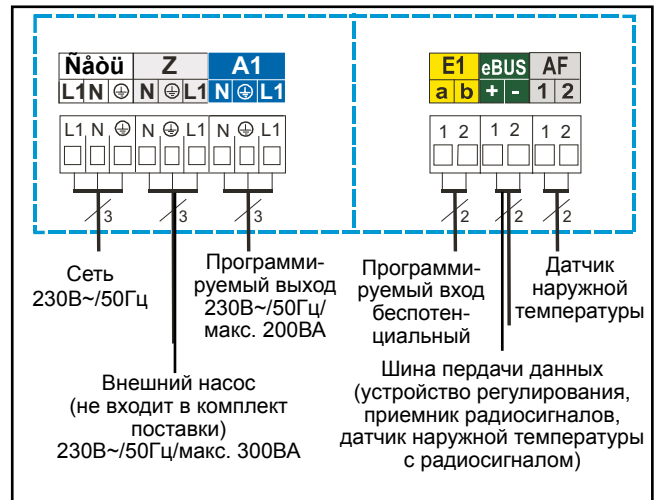 Ñåòü Z A1
L1 N ⏚ N ⏚ L1 N ⏚ L1
L1 N ⏚ N ⏚ L1 N ⏚ L1
3 3 3
E1 eBUS AF
a b + - 1 2
1 2 1 2 1 2
2 2 2
Сеть
230В~/50Гц
Программи-
руемый выход
230В~/50Гц/
макс. 200ВА
Внешний насос
(не входит в комплект
поставки)
230В~/50Гц/макс. 300ВА
Программи-
руемый вход
беспотен-
циальный
Датчик
наружной
температуры
Шина пердачи данных
(устройство регулирования,
приемник радиосигналов,
датчик наружной температуры
с радиосигналом)